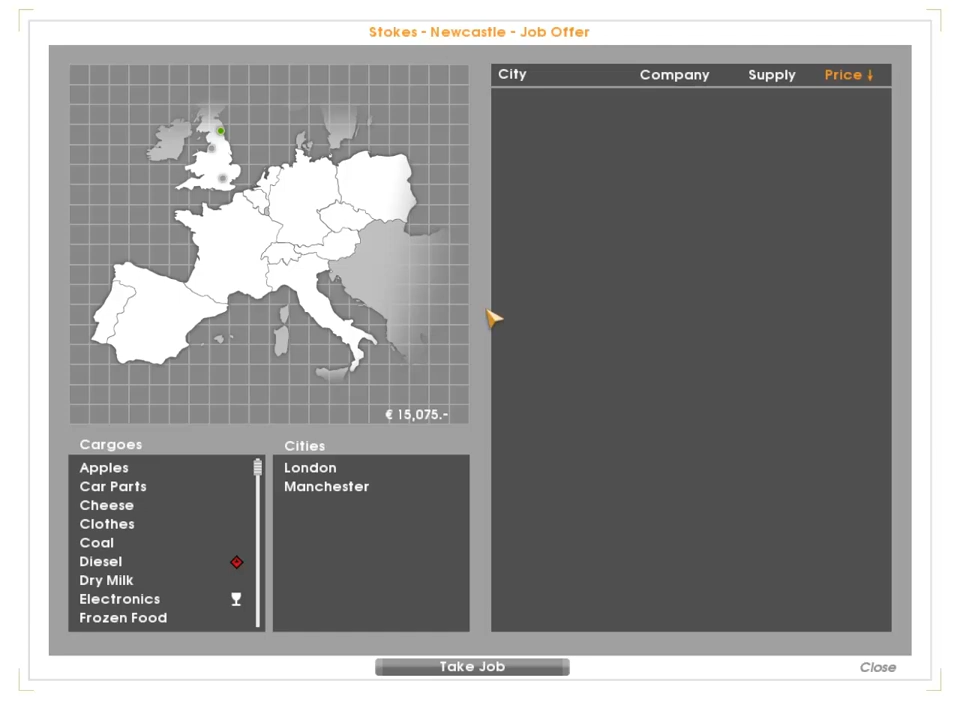 Stokes - Newcastle - Job Offer
City Company Supply Price ↓
€ 15,075.-
Cargoes
Apples
Car Parts
Cheese
Clothes
Coal
Diesel
Dry Milk
Electronics
Frozen Food
Cities
London
Manchester
Take Job
Close